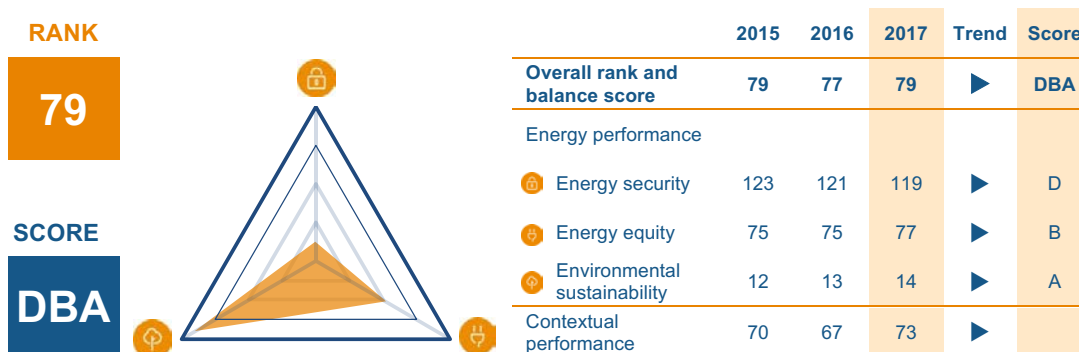 RANK
79
SCORE
DBA
2015 2016 2017 Trend Score
Overall rank and
balance score 79 77 79 ▶ DBA
Energy performance
Energy security 123 121 119 ▶ D
Energy equity 75 75 77 ▶ B
Environmental
sustainability 12 13 14 ▶ A
Contextual
performance 70 67 73 ▶